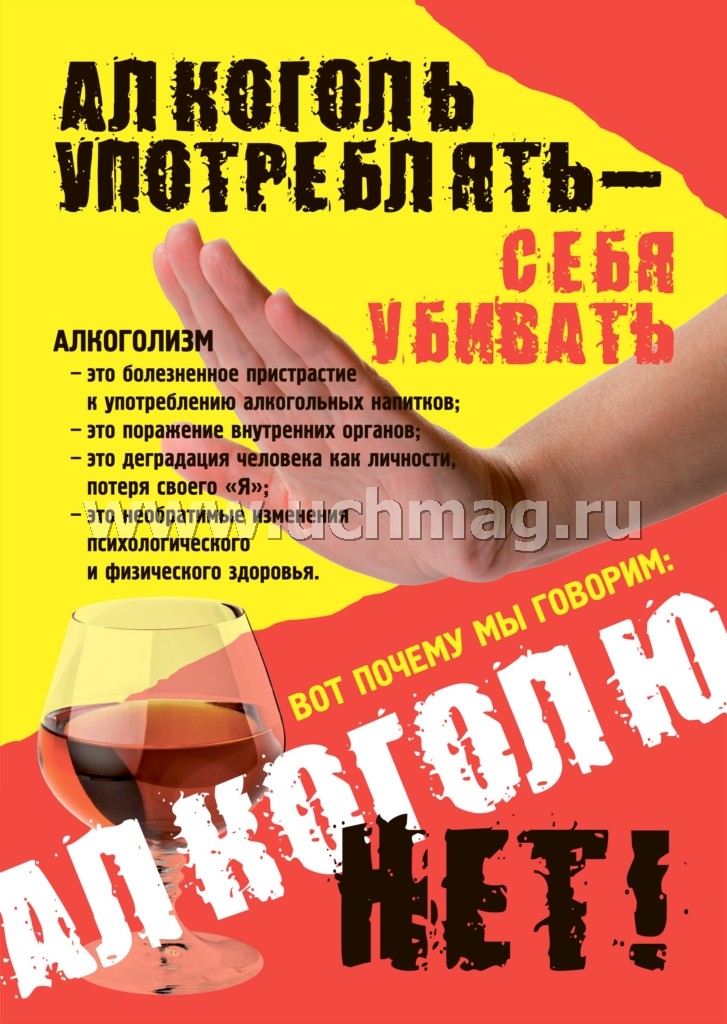 АЛКОГОЛЬ
УПОТРЕБЛЯТЬ—
СЕБЯ
УБИВАТЬ
АЛКОГОЛИЗМ
– это болезненное пристрастие
к употреблению алкогольных напитков;
– это поражение внутренних органов;
– это деградация человека как личности,
потеря своего «Я»;
– это необратимые изменения
www.uchmag.ru
психологического
и физического здоровья.
ВОТ ПОЧЕМУ МЫ ГОВОРИМ:
АЛКОГОЛЮ
НЕТ!